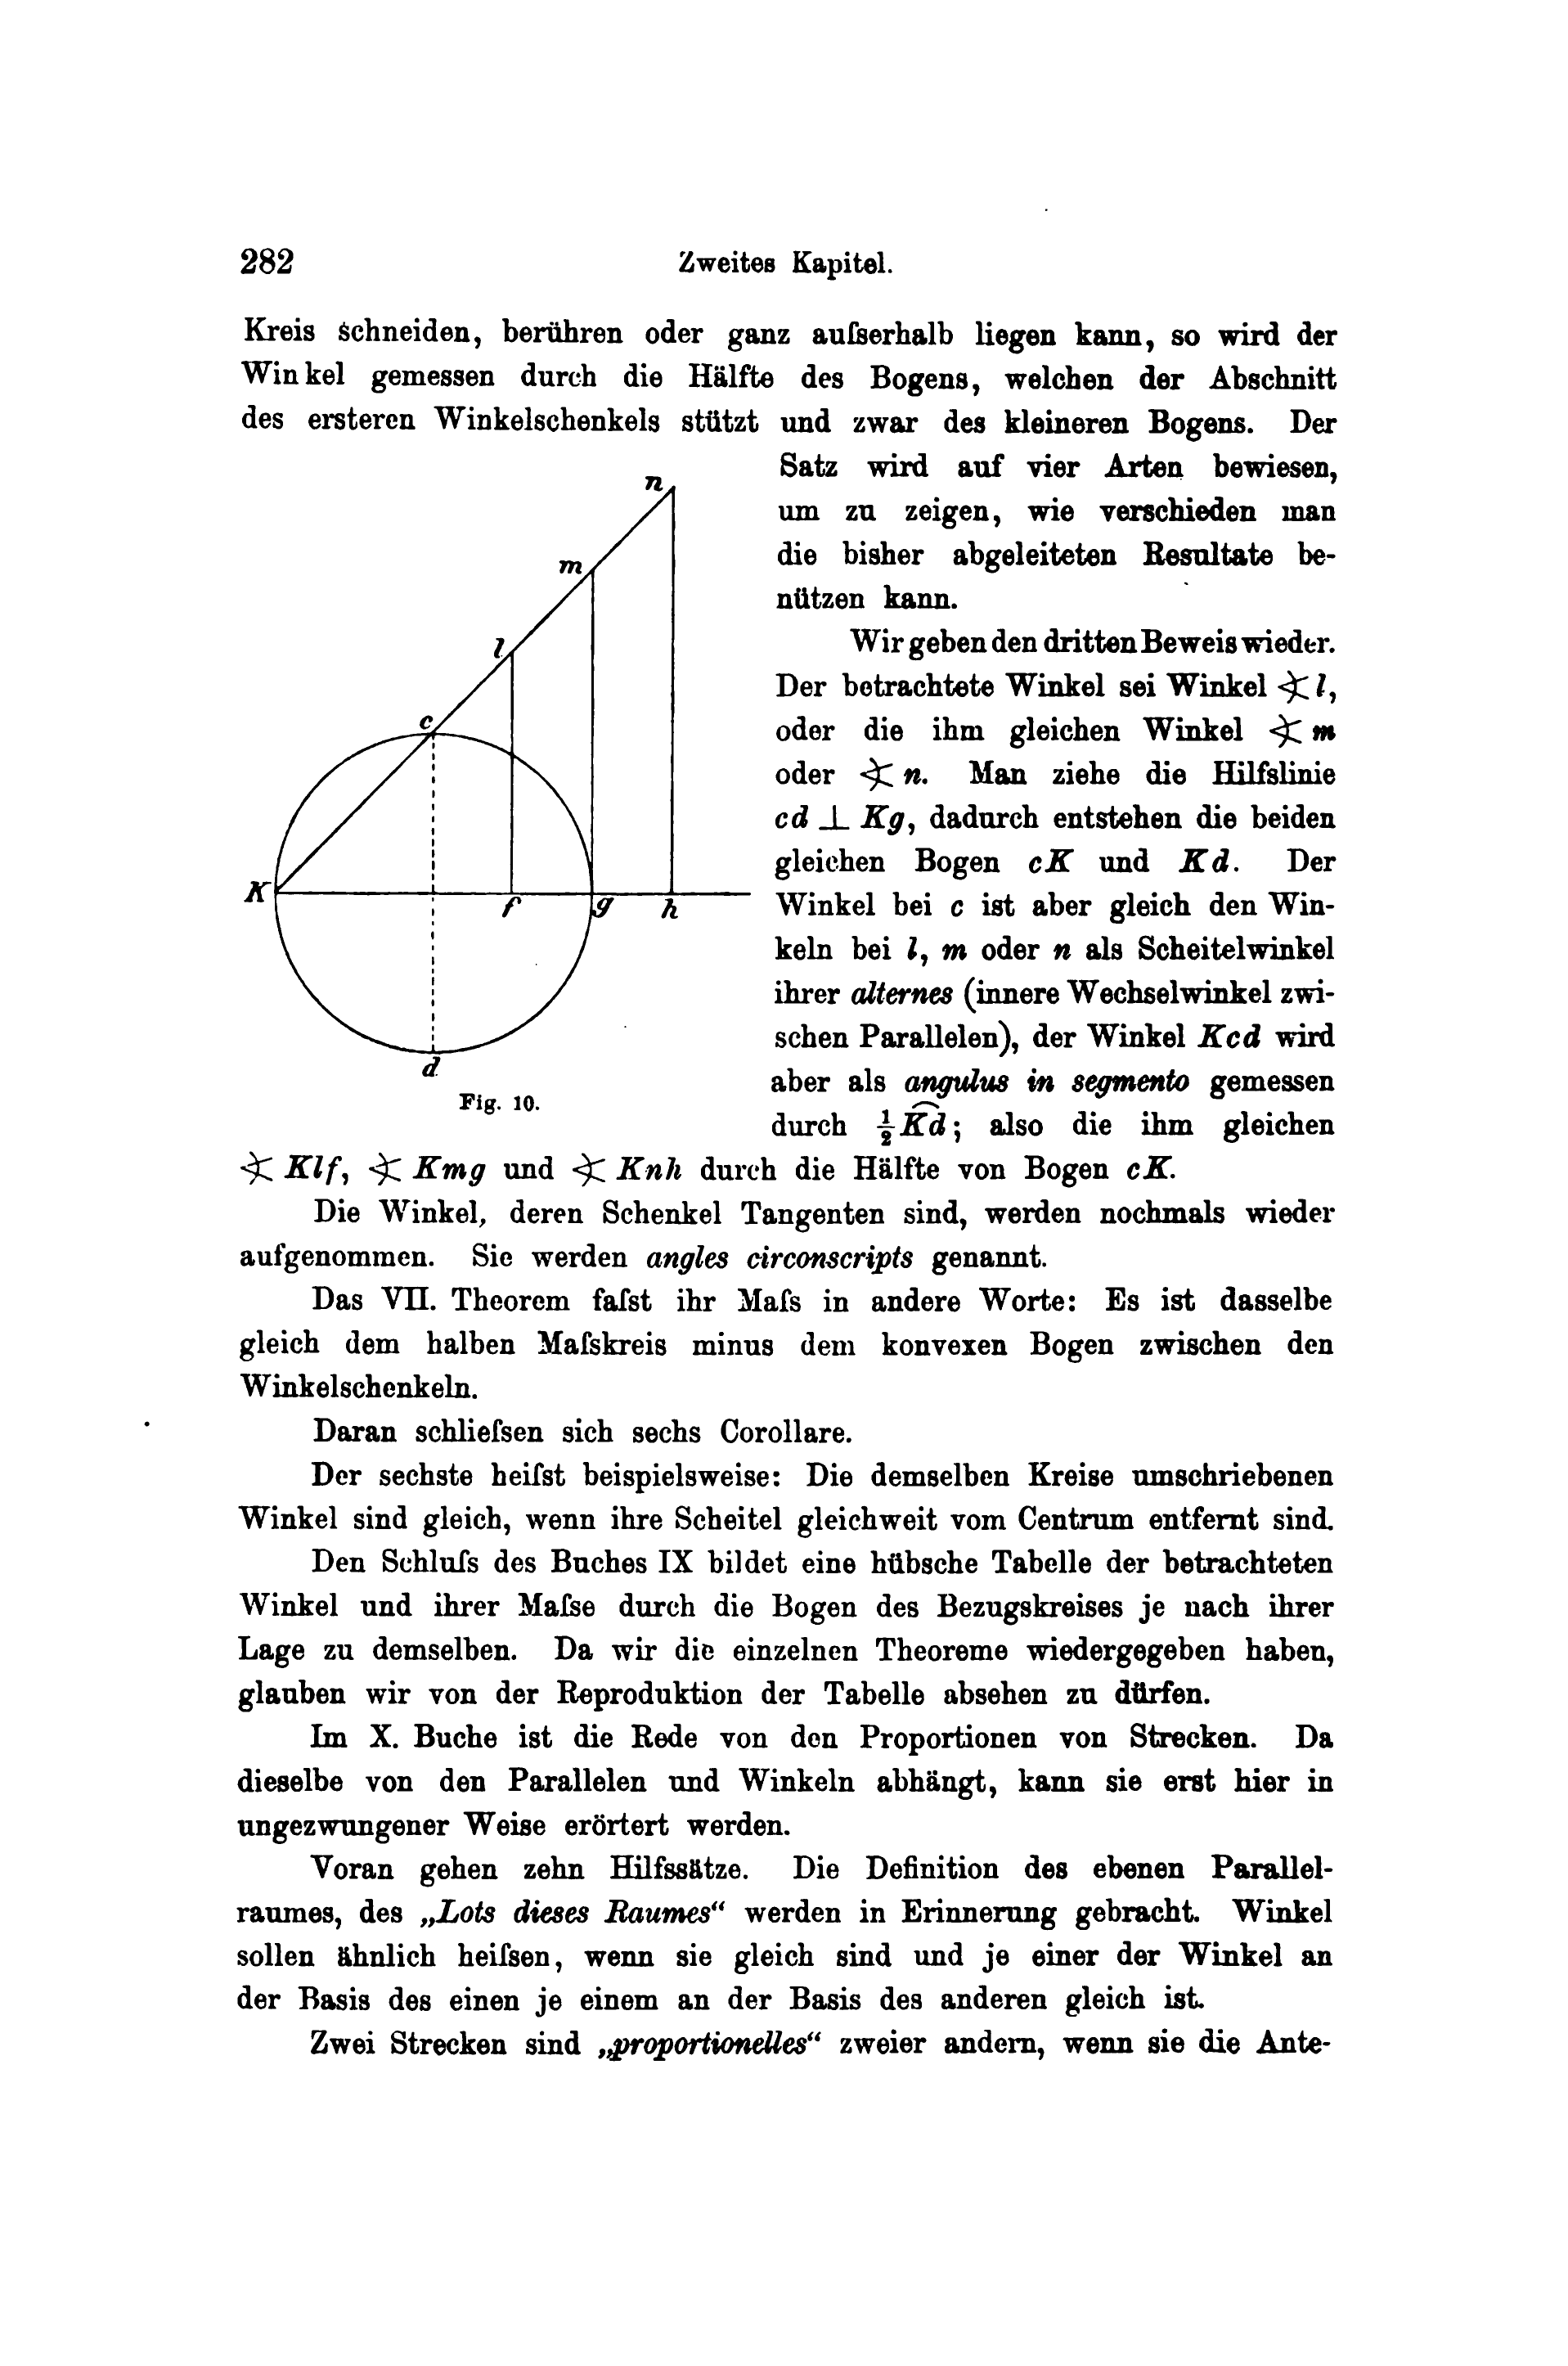 282
Zweites Kapitel.
Kreis schneiden, berühren oder ganz auſserhalb liegen kann, so wird der
Winkel gemessen durch die Hälfte des Bogens, welchen der Abschnitt
des ersteren Winkelschenkels stützt und zwar des kleineren Bogens. Der
Satz wird auf vier Arten bewiesen,
um zu zeigen, wie verschieden man
die bisher abgeleiteten Resultate be-
nützen kann.
Wir geben den dritten Beweis wieder.
Der betrachtete Winkel sei Winkel ∢ l,
oder die ihm gleichen Winkel ∢ m
oder ∢ n. Man ziehe die Hilfslinie
cd ⊥ Kg, dadurch entstehen die beiden
gleichen Bogen cK und Kd. Der
Winkel bei c ist aber gleich den Win-
keln bei l, m oder n als Scheitelwinkel
ihrer alternes (innere Wechselwinkel zwi-
schen Parallelen), der Winkel Kcd wird
aber als angulus in segmento gemessen
durch ½ K͡d; also die ihm gleichen
n
m
l
c
K
f
g
h
d
Fig. 10.
∢ Klf, ∢ Kmg und ∢ Knh durch die Hälfte von Bogen cK.
Die Winkel, deren Schenkel Tangenten sind, werden nochmals wieder
aufgenommen. Sie werden angles circonscripts genannt.
Das VII. Theorem faſst ihr Maſs in andere Worte: Es ist dasselbe
gleich dem halben Maſskreis minus dem konvexen Bogen zwischen den
Winkelschenkeln.
Daran schlieſsen sich sechs Corollare.
Der sechste heiſst beispielsweise: Die demselben Kreise umschriebenen
Winkel sind gleich, wenn ihre Scheitel gleichweit vom Centrum entfernt sind.
Den Schluſs des Buches IX bildet eine hübsche Tabelle der betrachteten
Winkel und ihrer Maſse durch die Bogen des Bezugskreises je nach ihrer
Lage zu demselben. Da wir die einzelnen Theoreme wiedergegeben haben,
glauben wir von der Reproduktion der Tabelle absehen zu dürfen.
Im X. Buche ist die Rede von den Proportionen von Strecken. Da
dieselbe von den Parallelen und Winkeln abhängt, kann sie erst hier in
ungezwungener Weise erörtert werden.
Voran gehen zehn Hilfssätze. Die Definition des ebenen Parallel-
raumes, des „Lots dieses Raumes“ werden in Erinnerung gebracht. Winkel
sollen ähnlich heiſsen, wenn sie gleich sind und je einer der Winkel an
der Basis des einen je einem an der Basis des anderen gleich ist.
Zwei Strecken sind „proportionelles“ zweier andern, wenn sie die Ante-